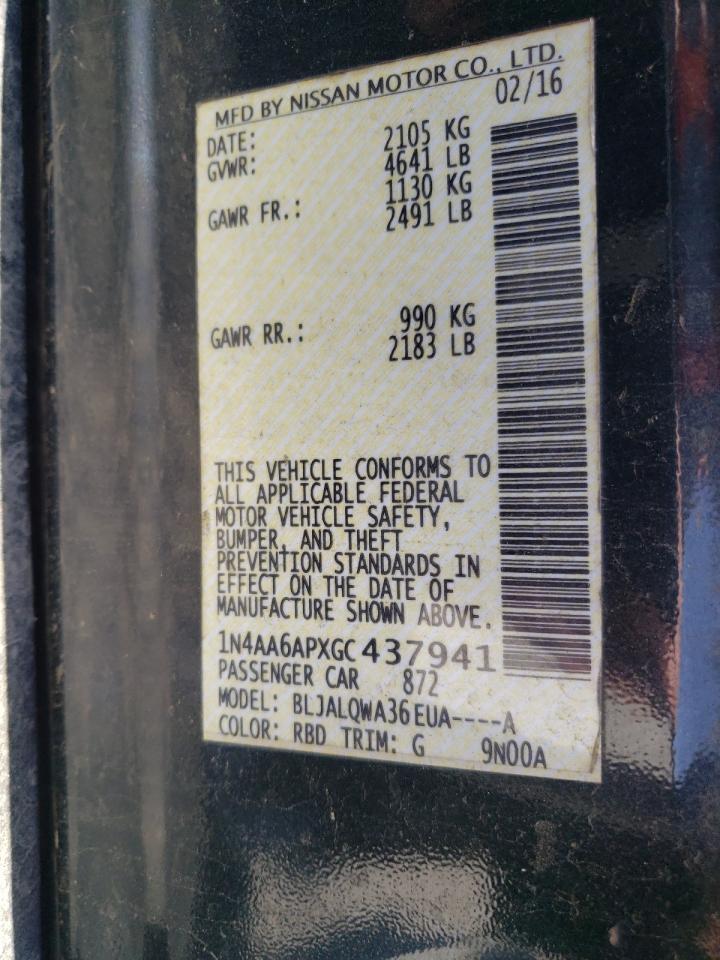 MFD BY NISSAN MOTOR CO., LTD.
DATE: 02/16
GVWR: 2105 KG
4641 LB
GAWR FR.: 1130 KG
2491 LB
GAWR RR.: 990 KG
2183 LB
THIS VEHICLE CONFORMS TO
ALL APPLICABLE FEDERAL
MOTOR VEHICLE SAFETY,
BUMPER, AND THEFT
PREVENTION STANDARDS IN
EFFECT ON THE DATE OF
MANUFACTURE SHOWN ABOVE.
1N4AA6APXGC437941
PASSENGER CAR 872
MODEL: BLJALQWA36EUA----A
COLOR: RBD TRIM: G 9N00A